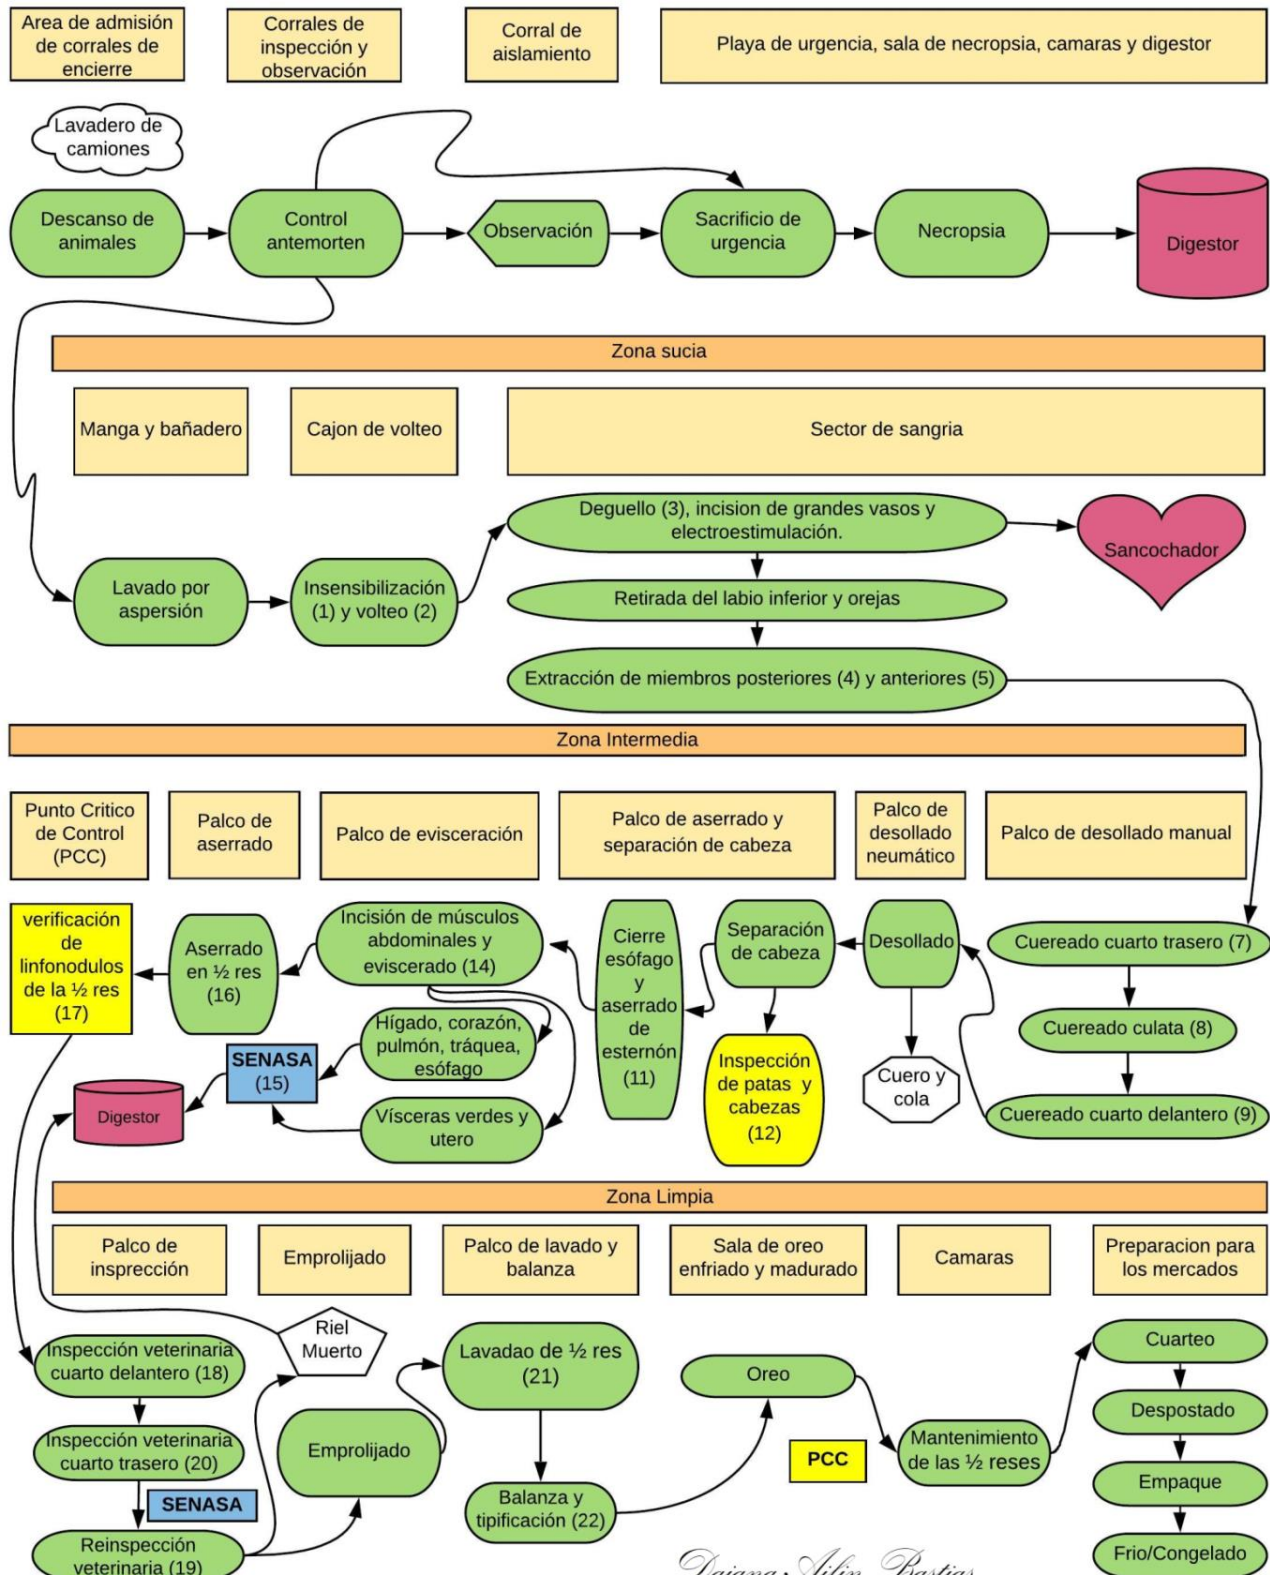 Area de admisión
de corrales de
encierre
Corrales de
inspección y
observación
Corral de
aislamiento
Playa de urgencia, sala de necropsia, camaras y digestor
Lavadero de
camiones
Descanso de
animales
Control
antemorten
Observación
Sacrificio de
urgencia
Necropsia
Digestor
Zona sucia
Manga y bañadero
Cajon de volteo
Sector de sangria
Lavado por
aspersión
Insensibilización
(1) y volteo (2)
Deguello (3), incision de grandes vasos y
electroestimulación.
Sancochador
Retirada del labio inferior y orejas
Extracción de miembros posteriores (4) y anteriores (5)
Zona Intermedia
Punto Critico
de Control
(PCC)
Palco de
aserrado
Palco de evisceración
Palco de aserrado y
separación de cabeza
Palco de
desollado
neumático
Palco de desollado manual
verificación
de
linfonodulos
de la ½ res
(17)
Aserrado
en ½ res
(16)
Incisión de músculos
abdominales y
eviscerado (14)
Cierre
esófago
y
aserrado
de
esternón
(11)
Separación
de cabeza
Desollado
Cuereado cuarto trasero (7)
Cuereado culata (8)
Cuereado cuarto delantero (9)
Hígado, corazón,
pulmón, tráquea,
esófago
SENASA
(15)
Digestor
Vísceras verdes y
utero
Inspección
de patas y
cabezas
(12)
Cuero y
cola
Zona Limpia
Palco de
insprección
Emprolijado
Palco de lavado y
balanza
Sala de oreo
enfriado y madurado
Camaras
Preparacion para
los mercados
Riel
Muerto
Inspección veterinaria
cuarto delantero (18)
Inspección veterinaria
cuarto trasero (20)
SENASA
Reinspección
veterinaria (19)
Emprolijado
Lavadao de ½ res
(21)
Balanza y
tipificación (22)
Oreo
PCC
Mantenimiento
de las ½ reses
Cuarteo
Despostado
Empaque
Frio/Congelado
Daiana Ailin Bastias